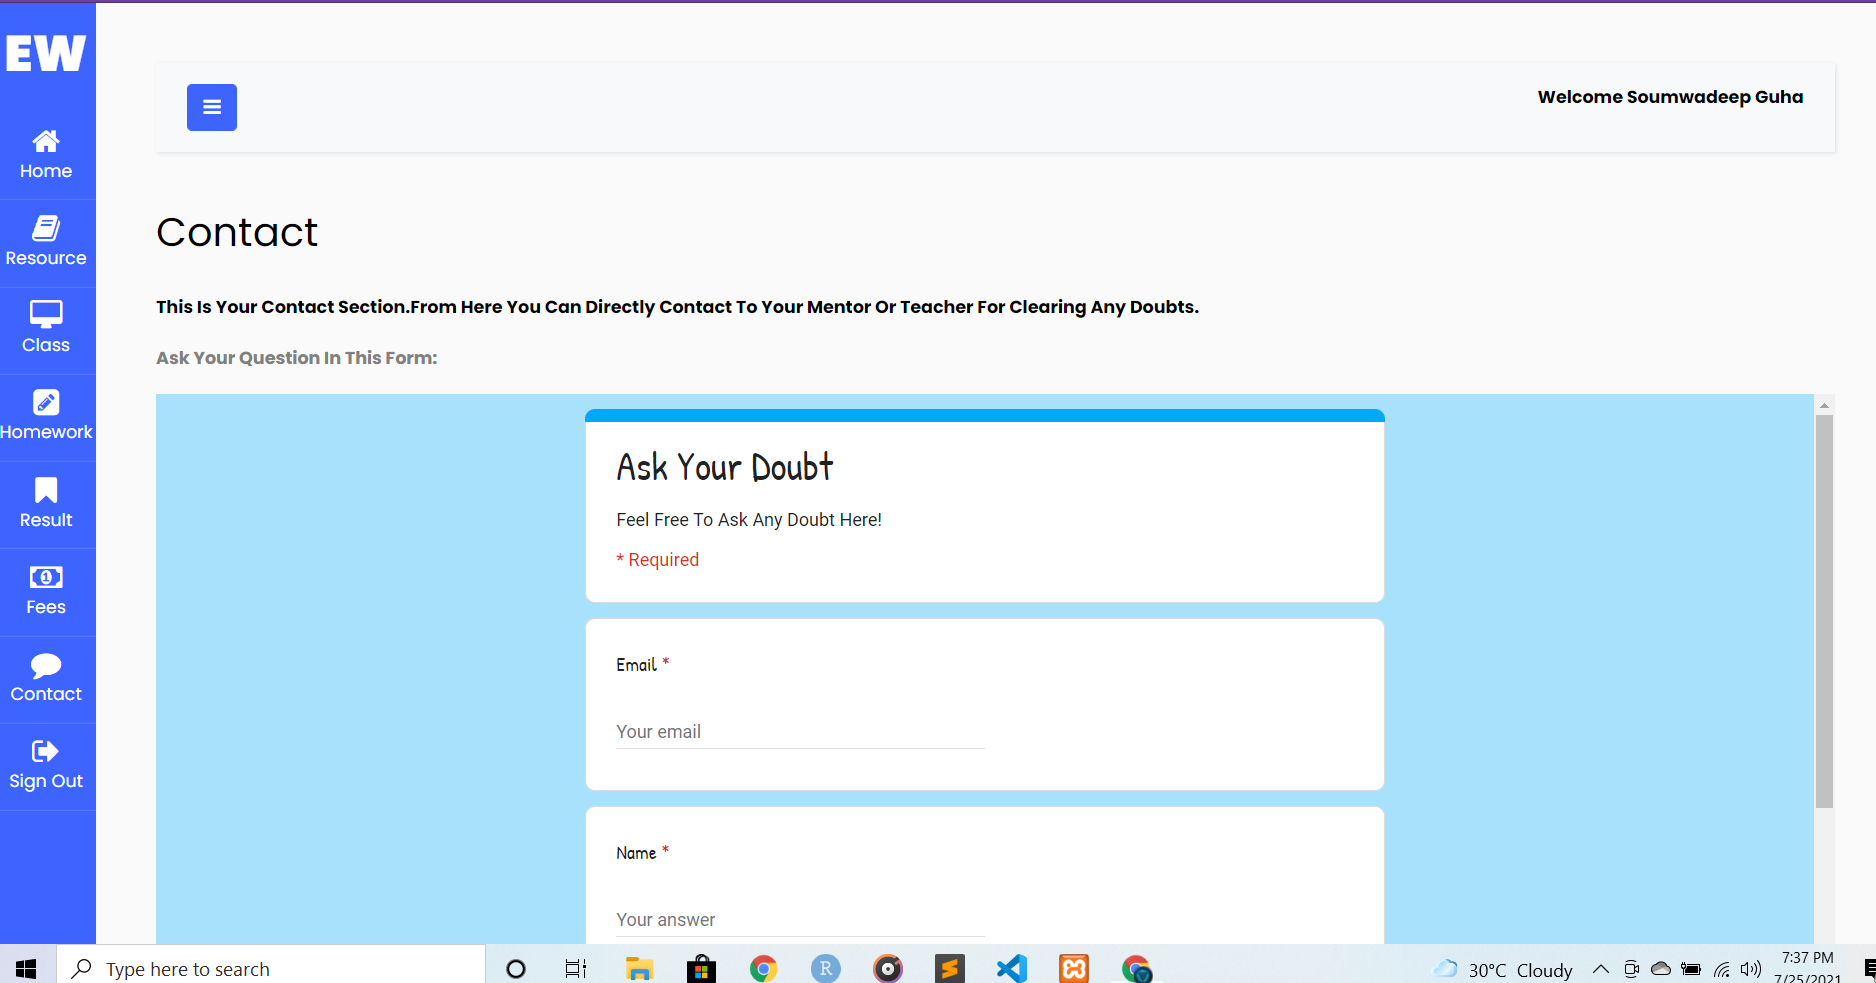 EW
Home
Resource
Class
Homework
Result
Fees
Contact
Sign Out
Welcome Soumwadeep Guha
Contact
This Is Your Contact Section.From Here You Can Directly Contact To Your Mentor Or Teacher For Clearing Any Doubts.
Ask Your Question In This Form:
Ask Your Doubt
Feel Free To Ask Any Doubt Here!
* Required
Email *
Your email
Name *
Your answer
Type here to search
R
30°C Cloudy
7:37 PM
7/25/2021